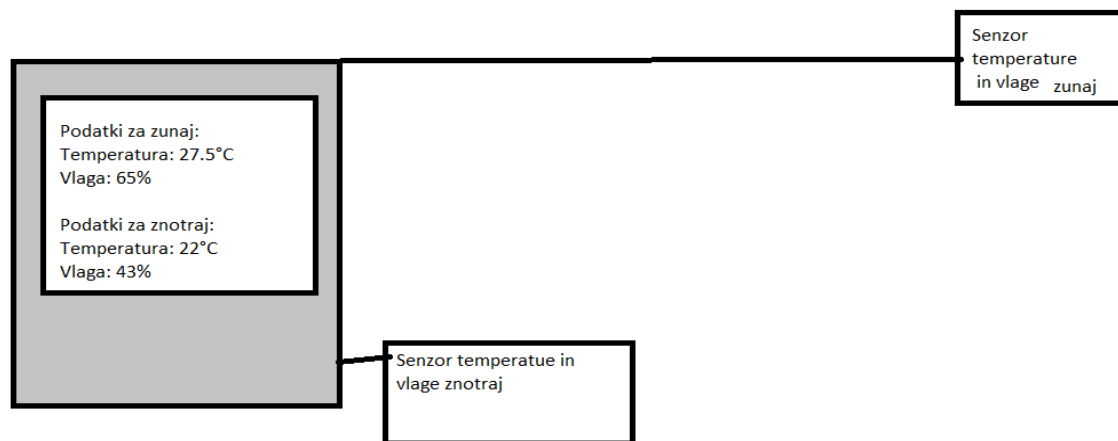 Senzor
temperature
in vlage zunaj
Podatki za zunaj:
Temperatura: 27.5°C
Vlaga: 65%
Podatki za znotraj:
Temperatura: 22°C
Vlaga: 43%
Senzor temperatue in
vlage znotraj